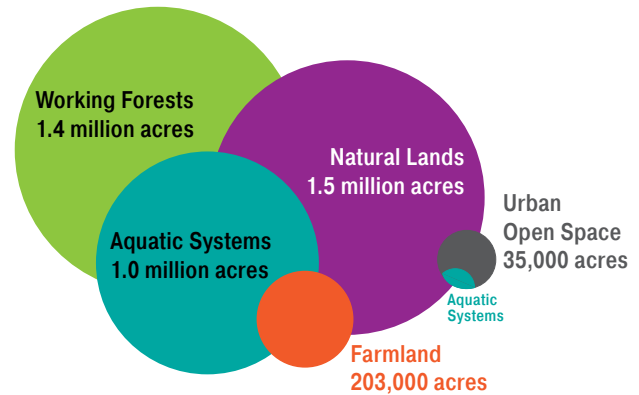 Working Forests
1.4 million acres
Natural Lands
1.5 million acres
Urban
Open Space
35,000 acres
Aquatic Systems
1.0 million acres
Aquatic
Systems
Farmland
203,000 acres